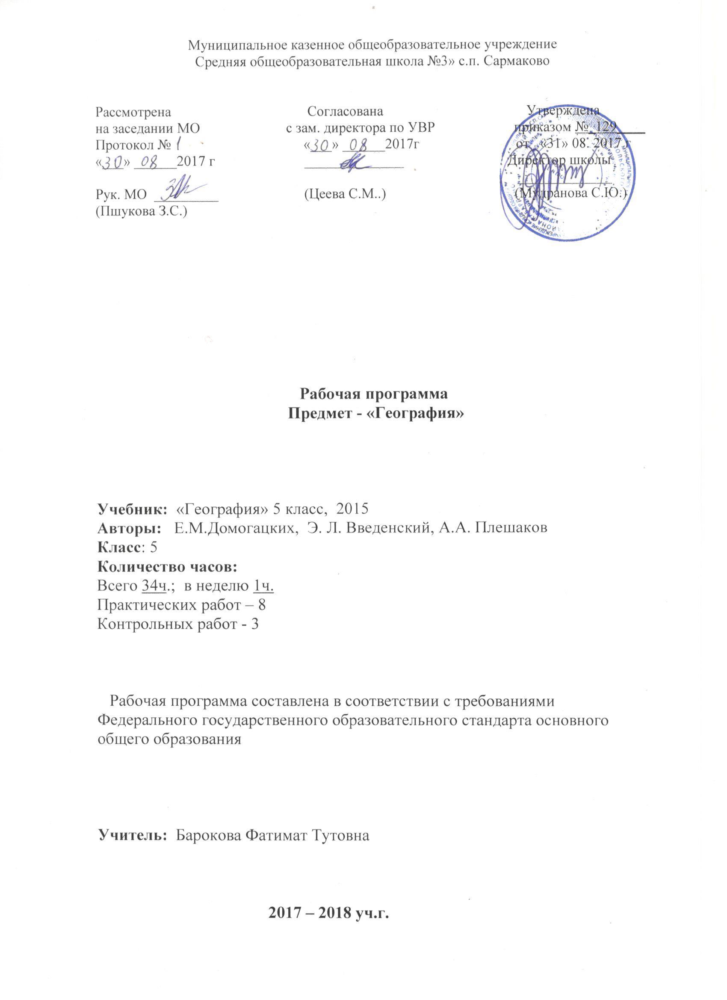 Муниципальное казенное общеобразовательное учреждение
Средняя общеобразовательная школа №3» с.п. Сармаково
Рассмотрена
на заседании МО
Протокол № 1
«30» 08 2017 г
Рук. МО
(Пшукова З.С.)
Согласована
с зам. директора по УВР
«30» 08 2017г
(Цеева С.М..)
Утверждена
приказом № 129
от «31» 08. 2017 г
Директор школы
(Мудранова С.Ю.)
Рабочая программа
Предмет - «География»
Учебник: «География» 5 класс, 2015
Авторы: Е.М.Домогацких, Э. Л. Введенский, А.А. Плешаков
Класс: 5
Количество часов:
Всего 34ч.; в неделю 1ч.
Практических работ – 8
Контрольных работ - 3
Рабочая программа составлена в соответствии с требованиями
Федерального государственного образовательного стандарта основного
общего образования
Учитель: Барокова Фатимат Тутовна
2017 – 2018 уч.г.